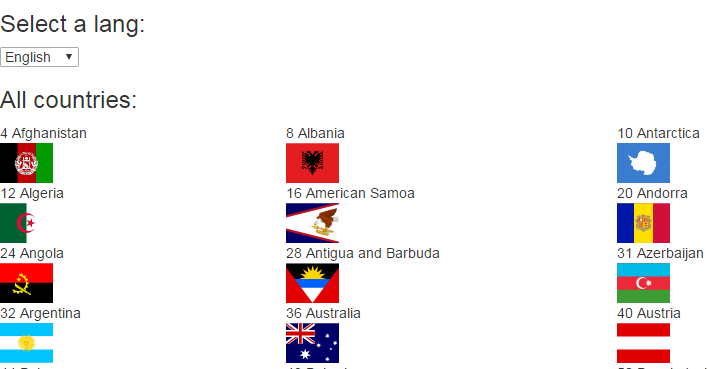 Select a lang:
English
All countries:
4 Afghanistan 8 Albania 10 Antarctica
12 Algeria 16 American Samoa 20 Andorra
24 Angola 28 Antigua and Barbuda 31 Azerbaijan
32 Argentina 36 Australia 40 Austria